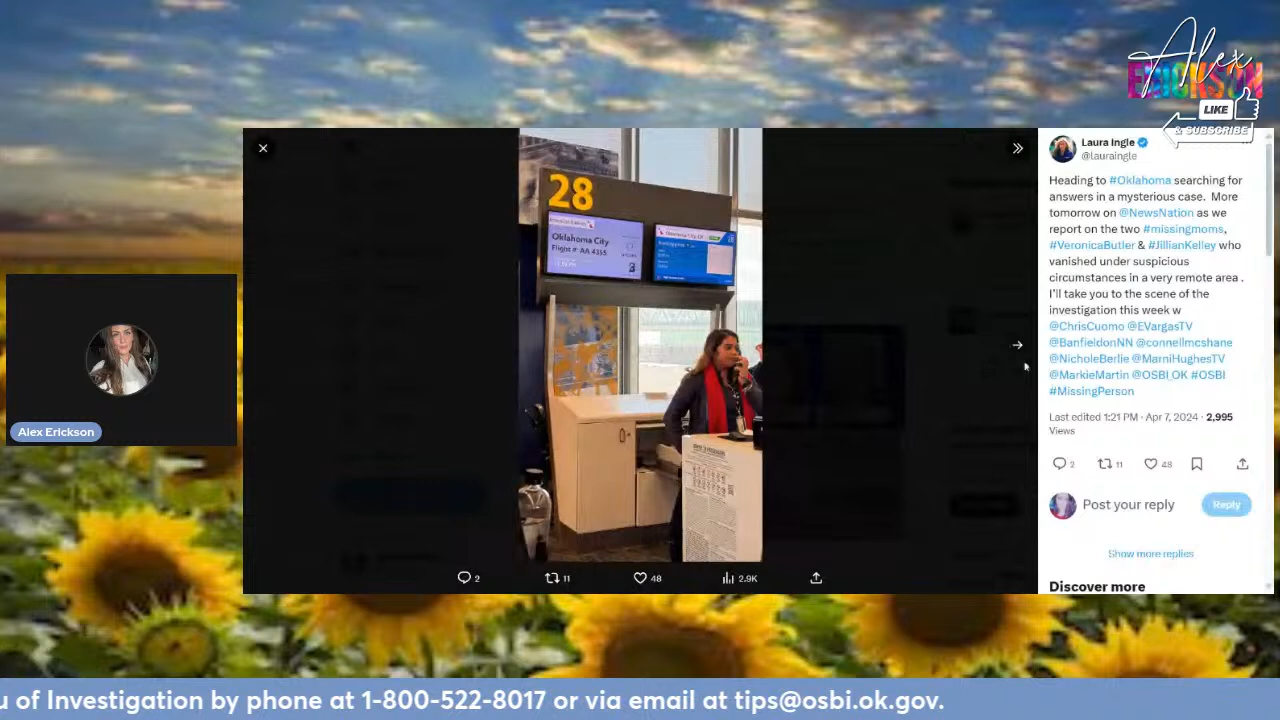 Alex
ERICKSON
LIKE
& SUBSCRIBE
28
Oklahoma City
Flight #: AA 4355
Laura Ingle
@lauraingle
Heading to #Oklahoma searching for
answers in a mysterious case. More
tomorrow on @NewsNation as we
report on the two #missingmoms,
#VeronicaButler & #JillianKelley who
vanished under suspicious
circumstances in a very remote area .
I'll take you to the scene of the
investigation this week w
@ChrisCuomo @EVargasTV
@BanfieldonNN @connellmcshane
@NicholeBerlie @MarniHughesTV
@MarkieMartin @OSBI_OK #OSBI
#MissingPerson
Last edited 1:21 PM · Apr 7, 2024 · 2,995
Views
2 11 48
Post your reply Reply
Show more replies
Discover more
2 11 48 2.9K
Alex Erickson
u of Investigation by phone at 1-800-522-8017 or via email at tips@osbi.ok.gov.